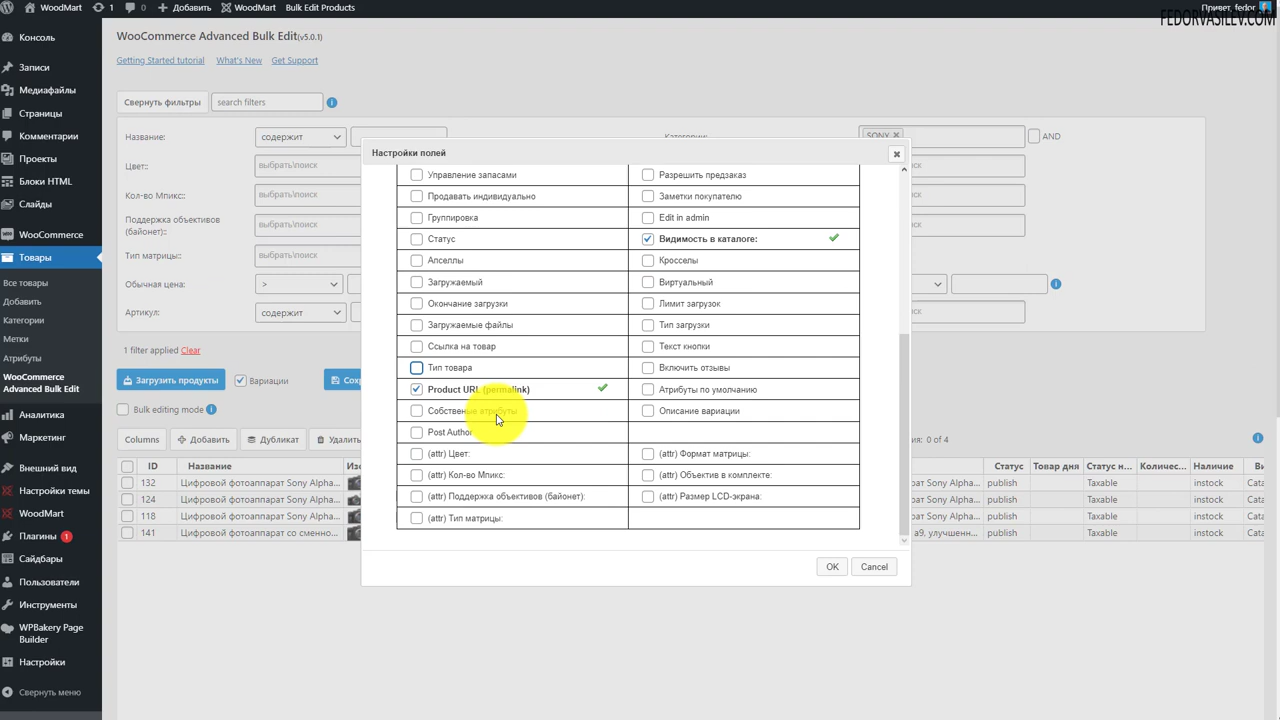 WoodMart 1 0 Добавить WoodMart Bulk Edit Products Привет, fedor
FEDORVASILEV.COM
Консоль
Записи
Медиафайлы
Страницы
Комментарии
Проекты
Блоки HTML
Слайды
WooCommerce
Товары
Все товары
Добавить
Категории
Метки
Атрибуты
WooCommerce
Advanced Bulk Edit
Аналитика
Маркетинг
Внешний вид
Настройки темы
WoodMart
Плагины 1
Сайдбары
Пользователи
Инструменты
WPBakery Page
Builder
Настройки
Свернуть меню
WooCommerce Advanced Bulk Edit(v5.0.1)
Getting Started tutorial What's New Get Support
Свернуть фильтры search filters
Название: содержит Категории: SONY AND
Цвет:: выбрать\поиск
Кол-во Мпикс:: выбрать\поиск
Поддержка объективов
(байонет):: выбрать\поиск
Тип матрицы:: выбрать\поиск
Обычная цена: >
Артикул: содержит
1 filter applied Clear
Загрузить продукты Вариации
Bulk editing mode
Columns Добавить Дубликат Удалить 0 of 4
ID Название Статус Товар дня Статус н... Количес... Наличие
132 Цифровой фотоаппарат Sony Alpha... publish Taxable instock
124 Цифровой фотоаппарат Sony Alpha... publish Taxable instock
118 Цифровой фотоаппарат Sony Alpha... publish Taxable instock
141 Цифровой фотоаппарат со сменно... a9, улучшенн... publish Taxable instock
Настройки полей
Управление запасами Разрешить предзаказ
Продавать индивидуально Заметки покупателю
Группировка Edit in admin
Статус Видимость в каталоге:
Апселлы Кросселы
Загружаемый Виртуальный
Окончание загрузки Лимит загрузок
Загружаемые файлы Тип загрузки
Ссылка на товар Текст кнопки
Тип товара Включить отзывы
Product URL (permalink) Атрибуты по умолчанию
Собственые атрибуты Описание вариации
Post Author
(attr) Цвет: (attr) Формат матрицы:
(attr) Кол-во Мпикс: (attr) Объектив в комплекте:
(attr) Поддержка объективов (байонет): (attr) Размер LCD-экрана:
(attr) Тип матрицы:
OK Cancel